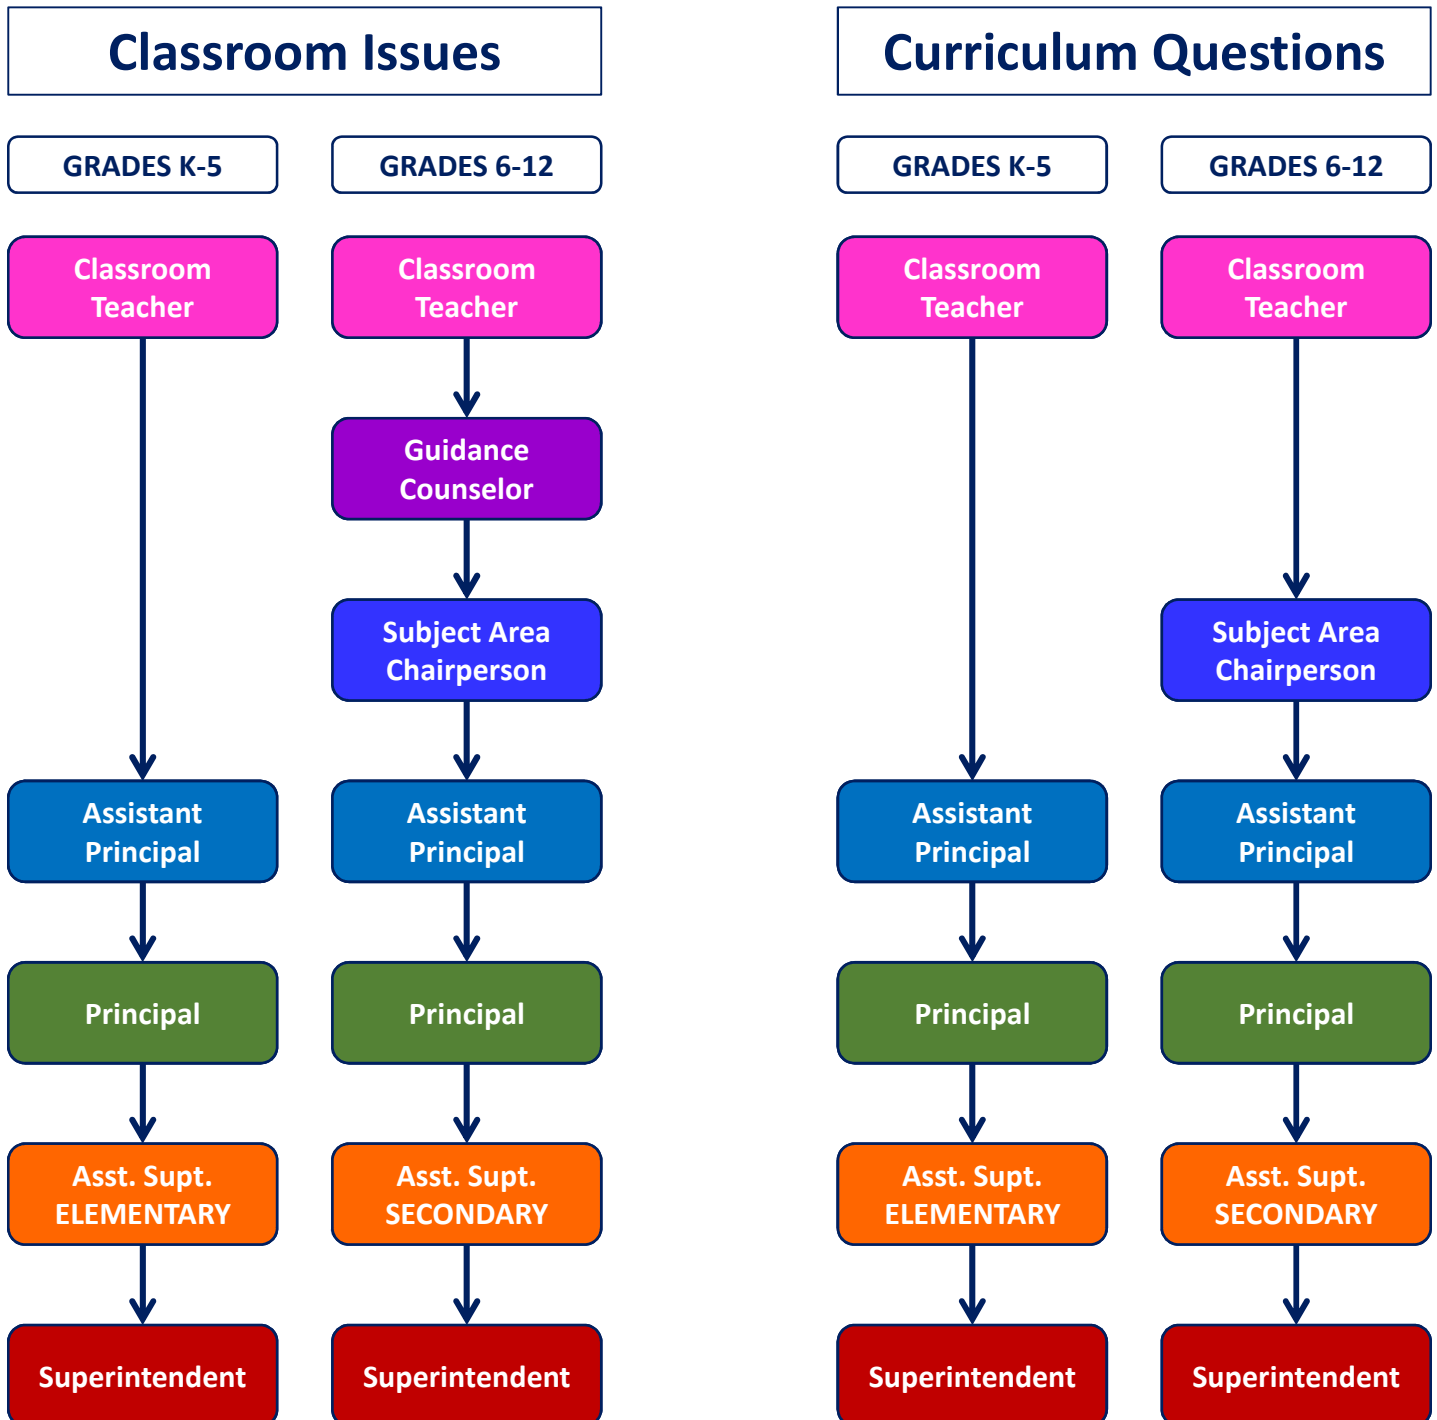 Classroom Issues
GRADES K-5
Classroom
Teacher
Assistant
Principal
Principal
Asst. Supt.
ELEMENTARY
Superintendent
GRADES 6-12
Classroom
Teacher
Guidance
Counselor
Subject Area
Chairperson
Assistant
Principal
Principal
Asst. Supt.
SECONDARY
Superintendent
Curriculum Questions
GRADES K-5
Classroom
Teacher
Assistant
Principal
Principal
Asst. Supt.
ELEMENTARY
Superintendent
GRADES 6-12
Classroom
Teacher
Subject Area
Chairperson
Assistant
Principal
Principal
Asst. Supt.
SECONDARY
Superintendent